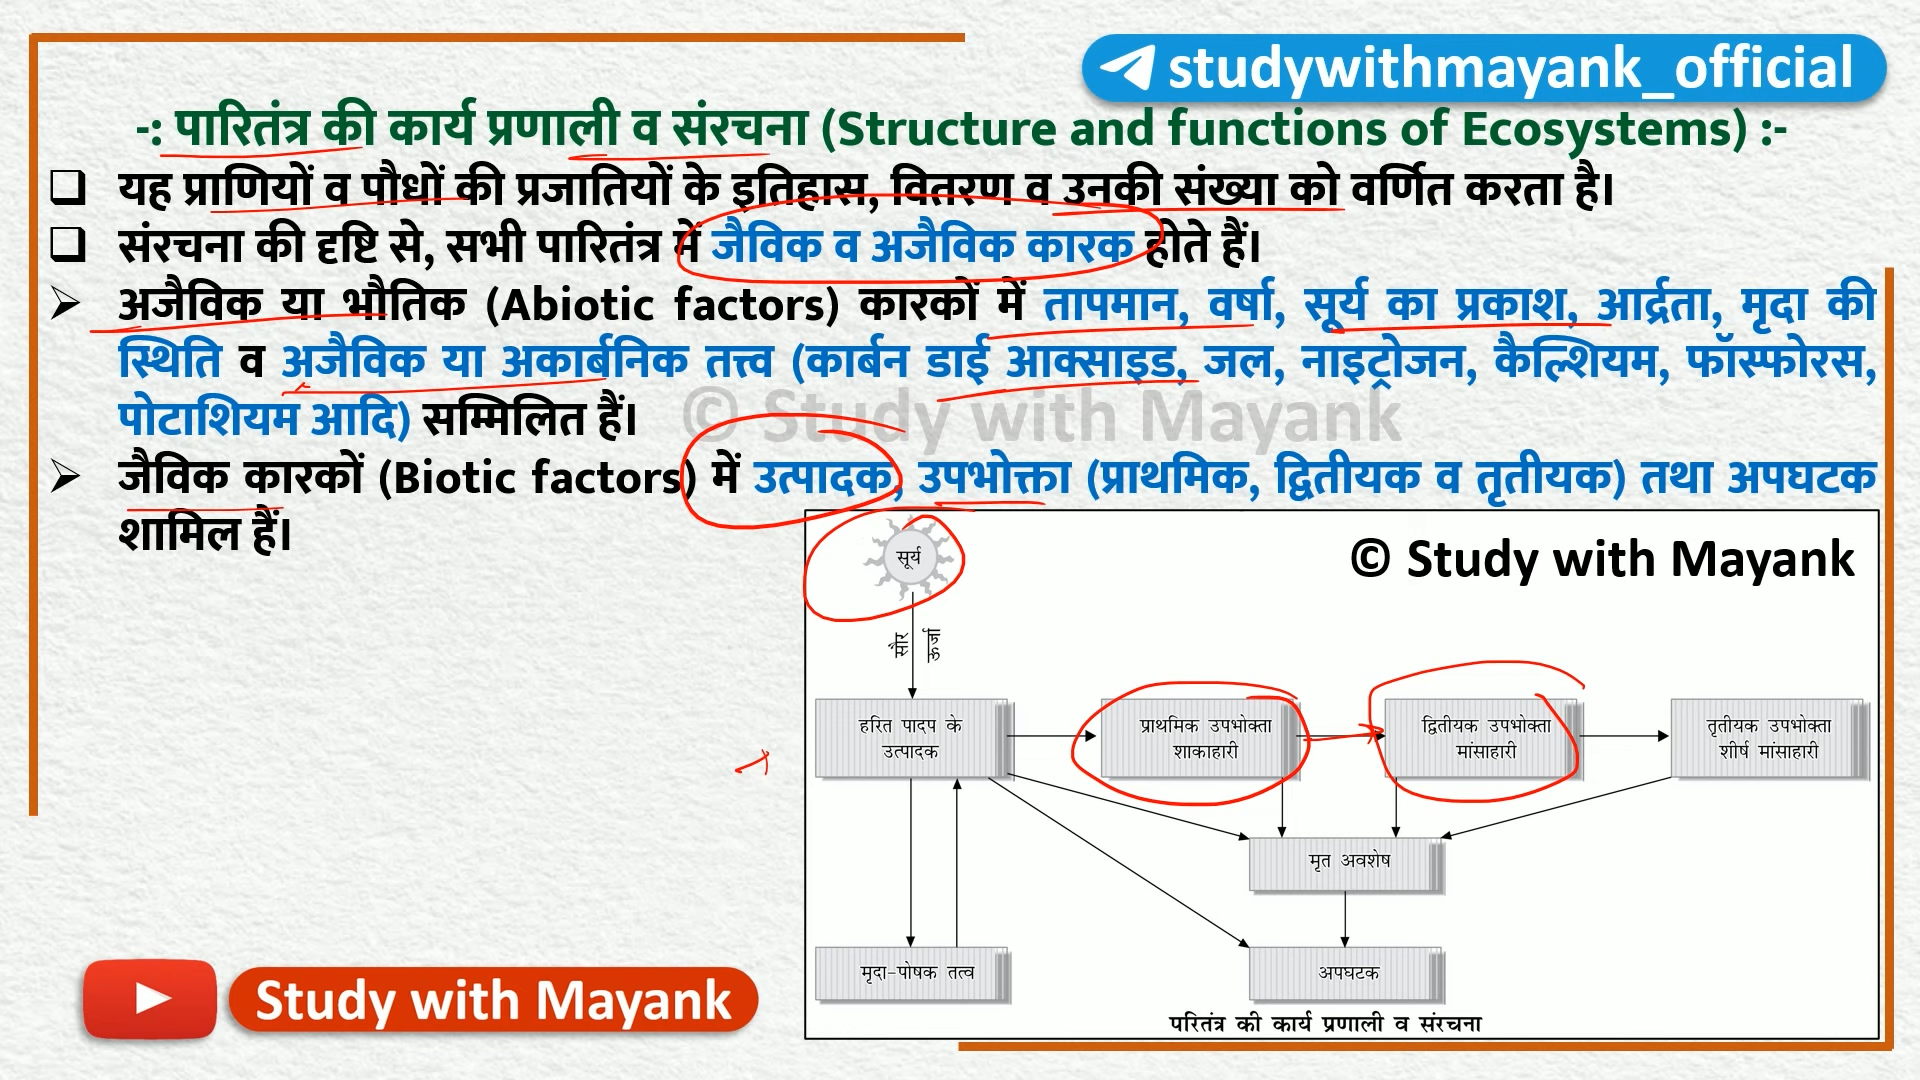 studywithmayank_official
-: पारितंत्र की कार्य प्रणाली व संरचना (Structure and functions of Ecosystems) :-
❑ यह प्राणियों व पौधों की प्रजातियों के इतिहास, वितरण व उनकी संख्या को वर्णित करता है।
❑ संरचना की दृष्टि से, सभी पारितंत्र में जैविक व अजैविक कारक होते हैं।
➢ अजैविक या भौतिक (Abiotic factors) कारकों में तापमान, वर्षा, सूर्य का प्रकाश, आर्द्रता, मृदा की
स्थिति व अजैविक या अकार्बनिक तत्त्व (कार्बन डाई आक्साइड, जल, नाइट्रोजन, कैल्शियम, फॉस्फोरस,
पोटाशियम आदि) सम्मिलित हैं।
© Study with Mayank
➢ जैविक कारकों (Biotic factors) में उत्पादक, उपभोक्ता (प्राथमिक, द्वितीयक व तृतीयक) तथा अपघटक
शामिल हैं।
© Study with Mayank
सूर्य
सौर ऊर्जा
हरित पादप के
उत्पादक
प्राथमिक उपभोक्ता
शाकाहारी
द्वितीयक उपभोक्ता
मांसाहारी
तृतीयक उपभोक्ता
शीर्ष मांसाहारी
मृत अवशेष
मृदा-पोषक तत्व
अपघटक
परितंत्र की कार्य प्रणाली व संरचना
Study with Mayank